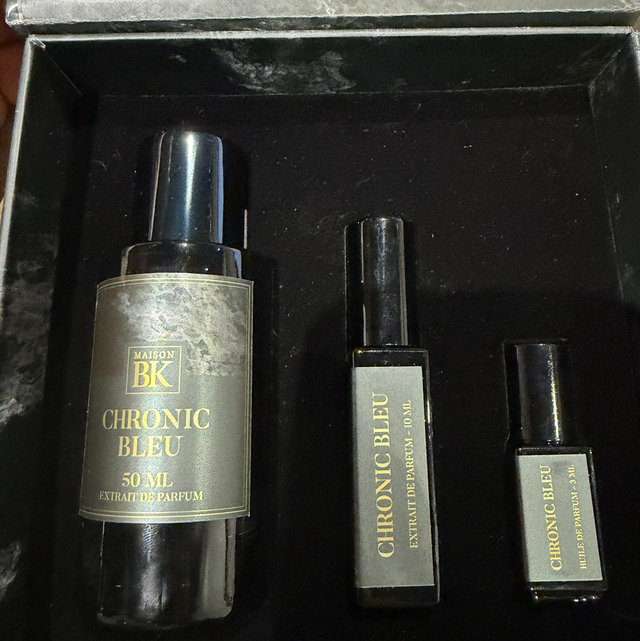 MAISON
BK
CHRONIC
BLEU
50 ML
EXTRAIT DE PARFUM
CHRONIC BLEU
EXTRAIT DE PARFUM - 10 ML
CHRONIC BLEU
HUILE DE PARFUM - 3 ML